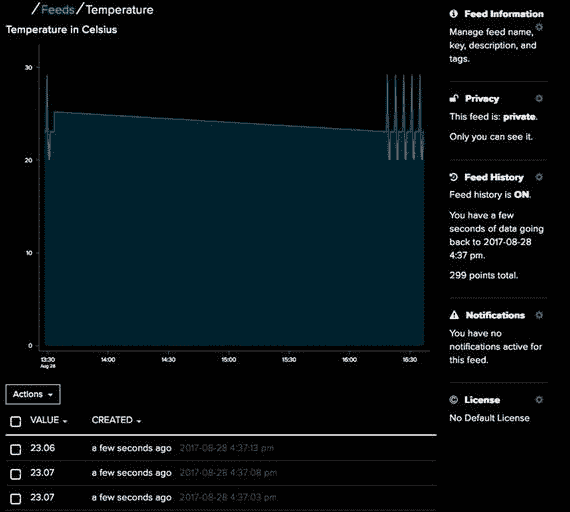 /Feeds/Temperature
Temperature in Celsius
30
20
10
0
13:30
Aug 28
14:00
14:30
15:00
15:30
16:00
16:30
Actions
VALUE
CREATED
23.06
a few seconds ago
2017-08-28 4:37:13 pm
23.07
a few seconds ago
2017-08-28 4:37:08 pm
23.07
a few seconds ago
2017-08-28 4:37:03 pm
Feed Information
Manage feed name,
key, description, and
tags.
Privacy
This feed is: private.
Only you can see it.
Feed History
Feed history is ON.
You have a few
seconds of data going
back to 2017-08-28
4:37 pm.
299 points total.
Notifications
You have no
notifications active for
this feed.
© License
No Default License